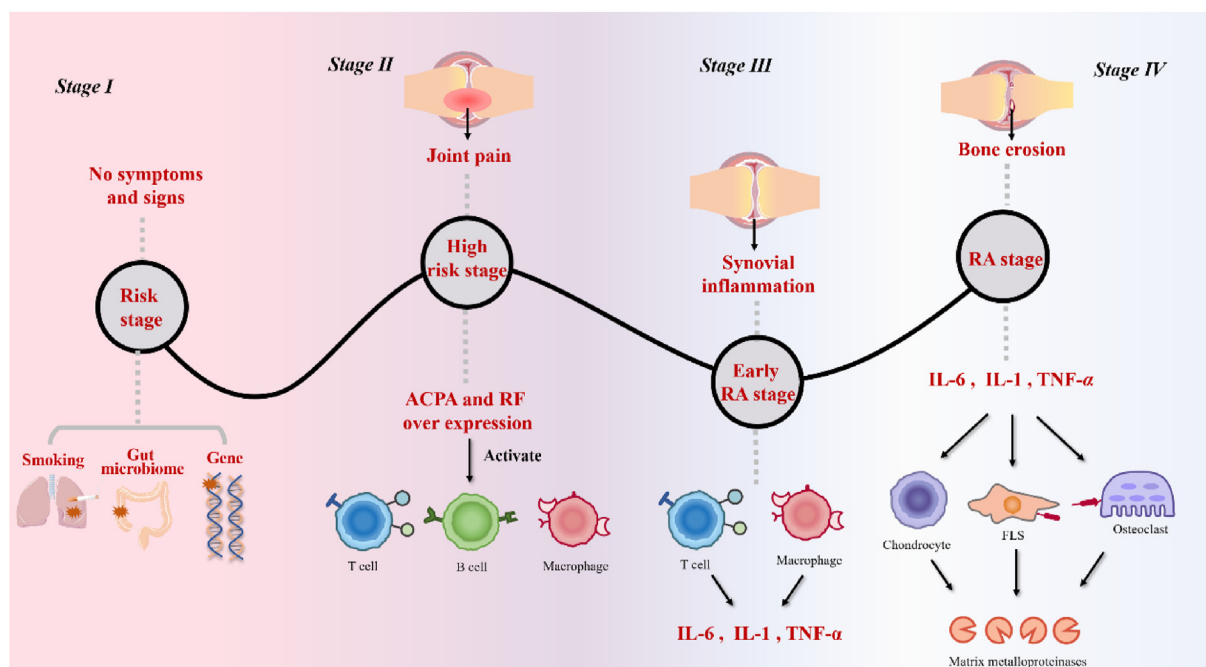 Stage I
No symptoms
and signs
Risk
stage
Smoking
Gut
microbiome
Gene
Stage II
Joint pain
High
risk stage
ACPA and RF
over expression
Activate
T cell
B cell
Macrophage
Stage III
Synovial
inflammation
Early
RA stage
T cell
Macrophage
IL-6 , IL-1 , TNF-α
Stage IV
Bone erosion
RA stage
IL-6 , IL-1 , TNF-α
Chondrocyte
FLS
Osteoclast
Matrix metalloproteinases